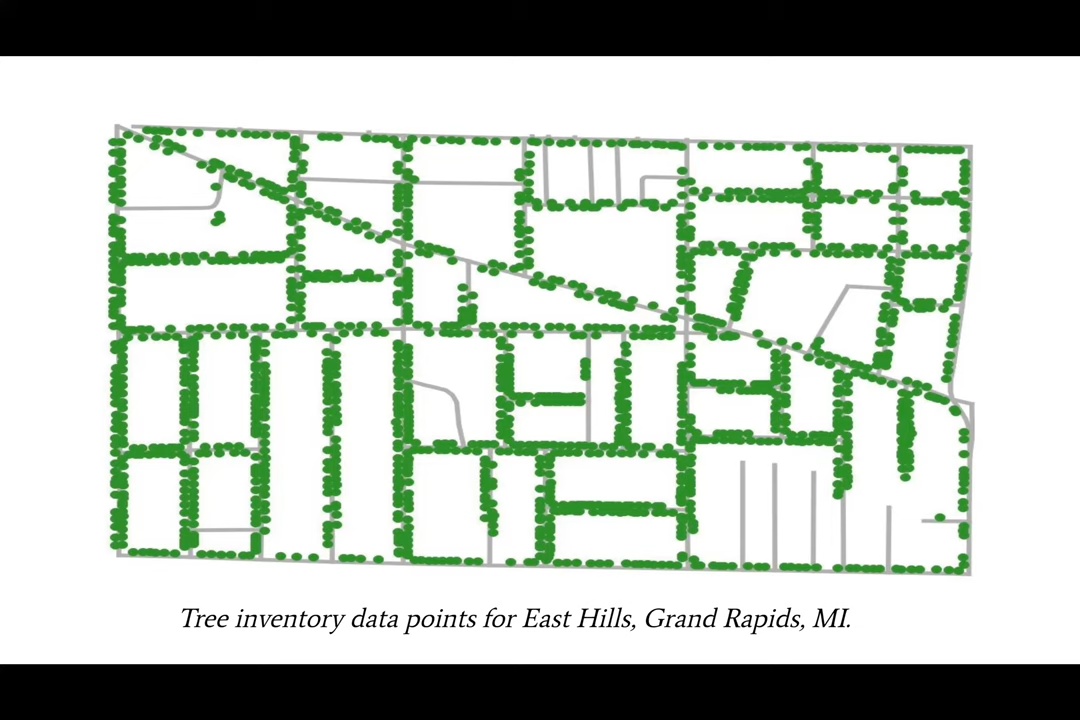 Tree inventory data points for East Hills, Grand Rapids, MI.